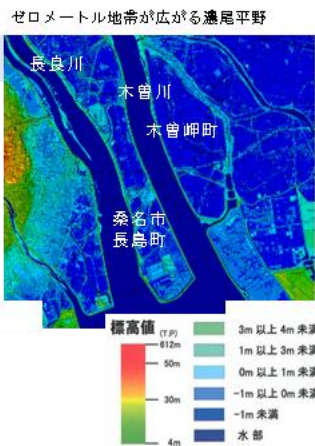 ゼロメートル地帯が広がる濃尾平野
長良川
木曽川
木曽岬町
桑名市
長島町
標高値 (T.P)
612m
50m
30m
4m
3m 以上 4m 未満
1m 以上 3m 未満
0m 以上 1m 未満
-1m 以上 0m 未満
-1m 未満
水 部